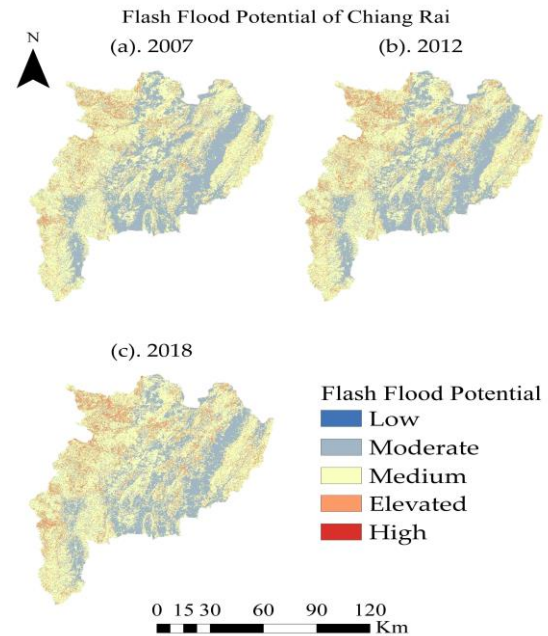 Flash Flood Potential of Chiang Rai
N
(a). 2007
(b). 2012
(c). 2018
Flash Flood Potential
Low
Moderate
Medium
Elevated
High
0 15 30 60 90 120
Km